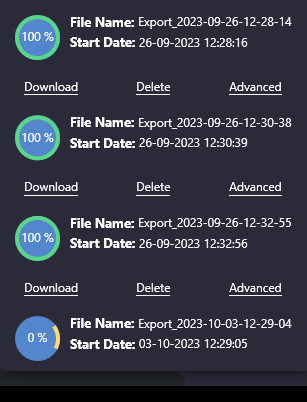 100 %
File Name: Export_2023-09-26-12-28-14
Start Date: 26-09-2023 12:28:16
Download Delete Advanced
100 %
File Name: Export_2023-09-26-12-30-38
Start Date: 26-09-2023 12:30:39
Download Delete Advanced
100 %
File Name: Export_2023-09-26-12-32-55
Start Date: 26-09-2023 12:32:56
Download Delete Advanced
0 %
File Name: Export_2023-10-03-12-29-04
Start Date: 03-10-2023 12:29:05